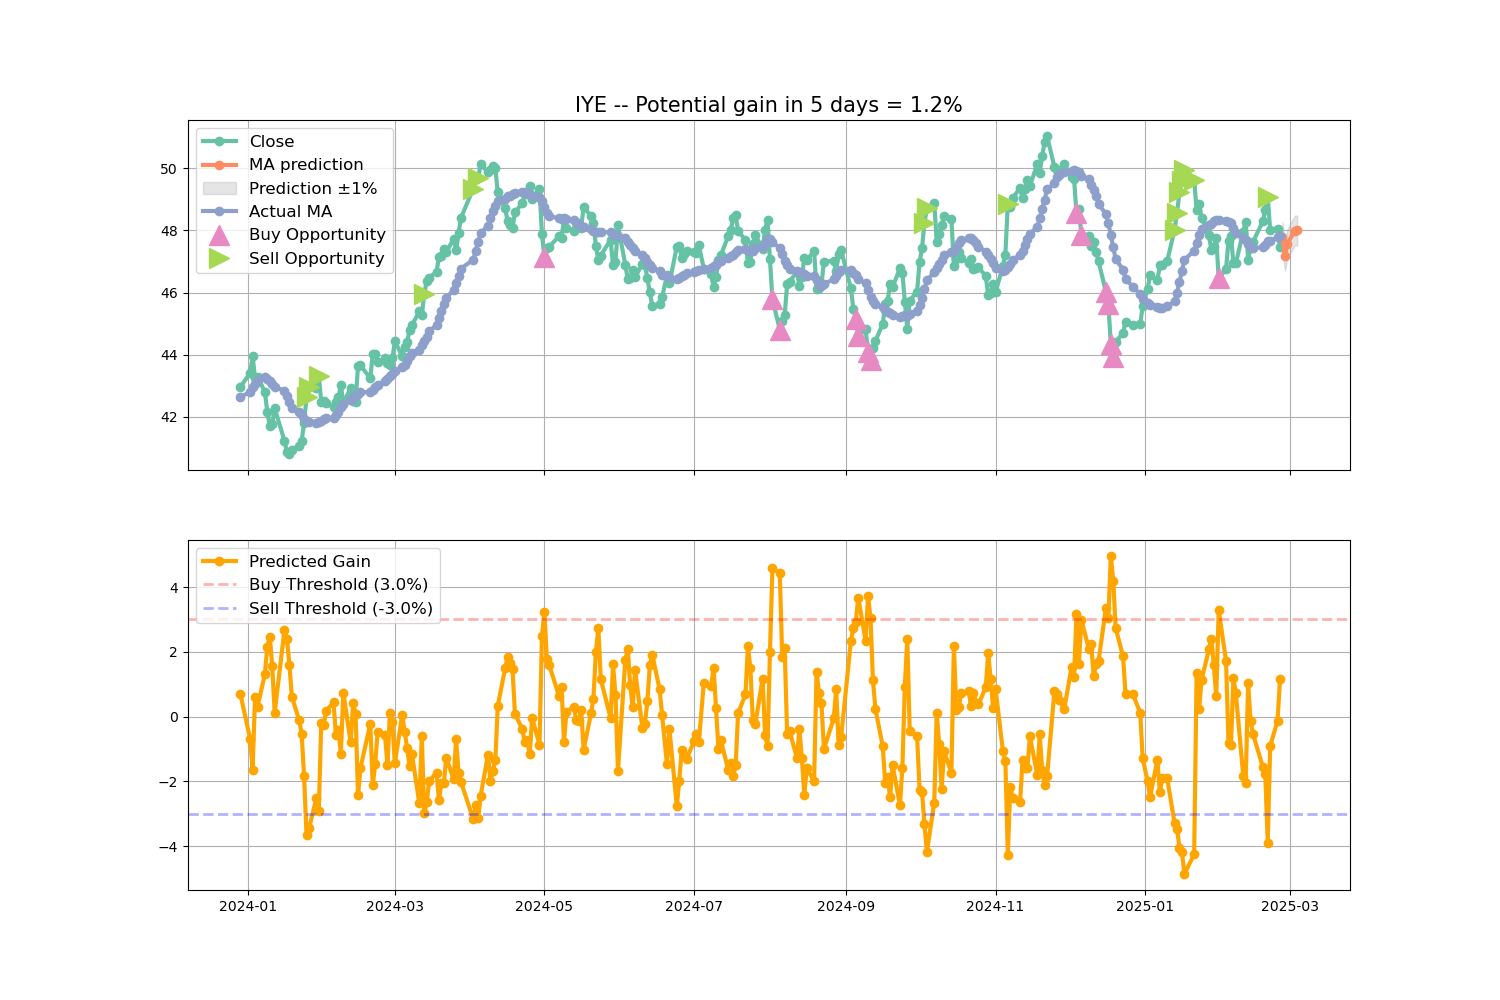 IYE -- Potential gain in 5 days = 1.2%
Close
MA prediction
Prediction ±1%
Actual MA
Buy Opportunity
Sell Opportunity
50
48
46
44
42
Predicted Gain
Buy Threshold (3.0%)
Sell Threshold (-3.0%)
4
2
0
−2
−4
2024-01 2024-03 2024-05 2024-07 2024-09 2024-11 2025-01 2025-03